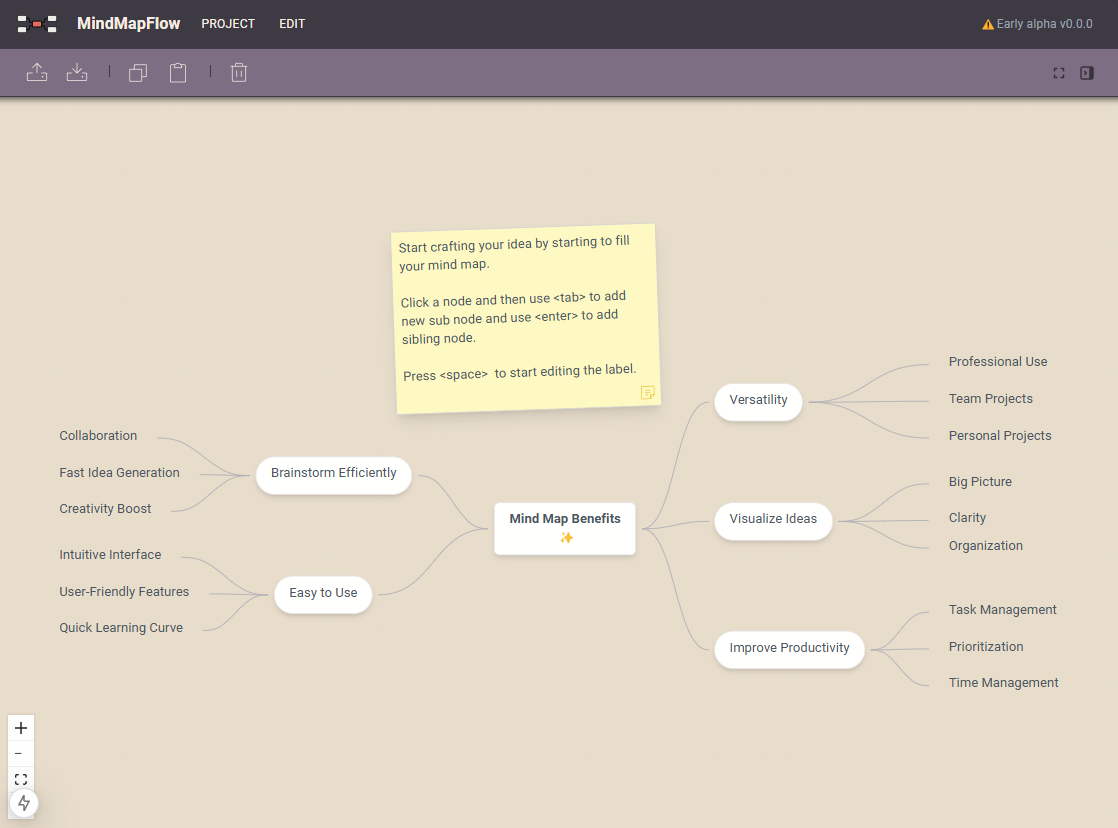 MindMapFlow PROJECT EDIT Early alpha v0.0.0
Start crafting your idea by starting to fill
your mind map.
Click a node and then use <tab> to add
new sub node and use <enter> to add
sibling node.
Press <space>  to start editing the label.
Collaboration
Fast Idea Generation
Creativity Boost
Brainstorm Efficiently
Intuitive Interface
User-Friendly Features
Quick Learning Curve
Easy to Use
Mind Map Benefits
✨
Versatility
Professional Use
Team Projects
Personal Projects
Visualize Ideas
Big Picture
Clarity
Organization
Improve Productivity
Task Management
Prioritization
Time Management